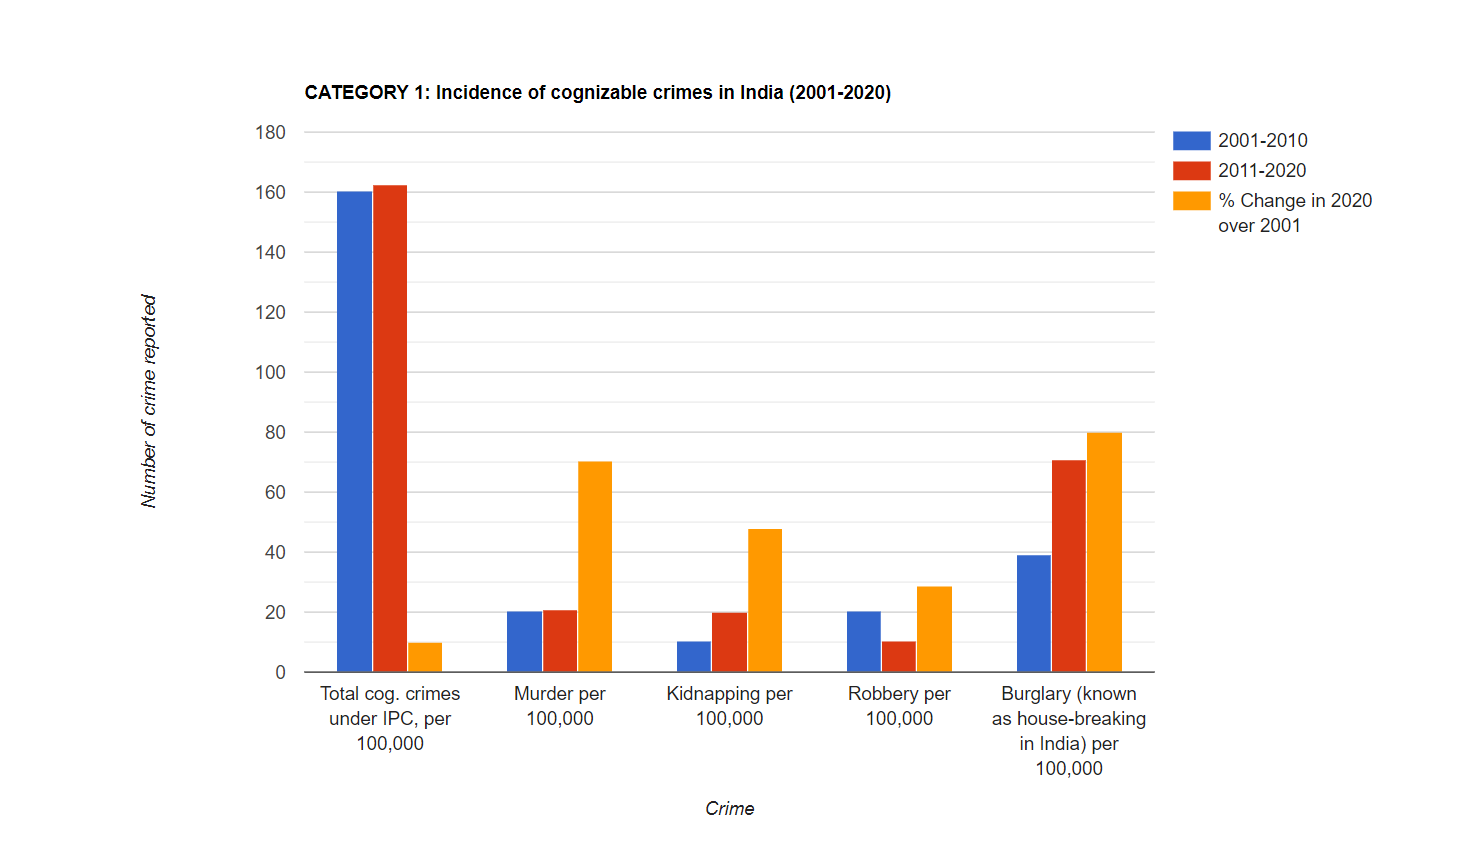 CATEGORY 1: Incidence of cognizable crimes in India (2001-2020)
180
160
140
120
100
80
60
40
20
0
Number of crime reported
2001-2010
2011-2020
% Change in 2020
over 2001
Total cog. crimes
under IPC, per
100,000
Murder per
100,000
Kidnapping per
100,000
Robbery per
100,000
Burglary (known
as house-breaking
in India) per
100,000
Crime